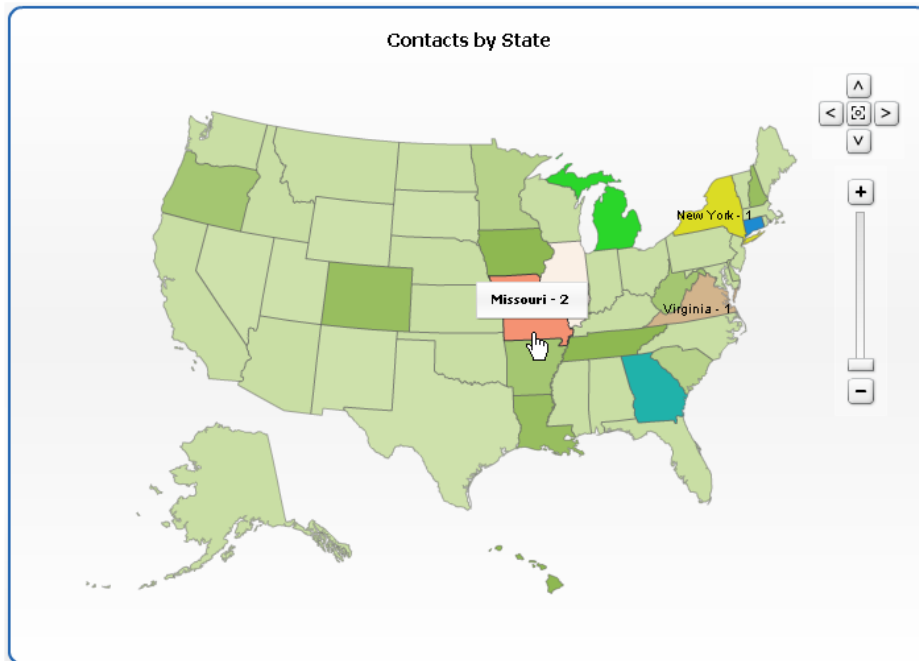 Contacts by State
New York - 1
Missouri - 2
Virginia - 1